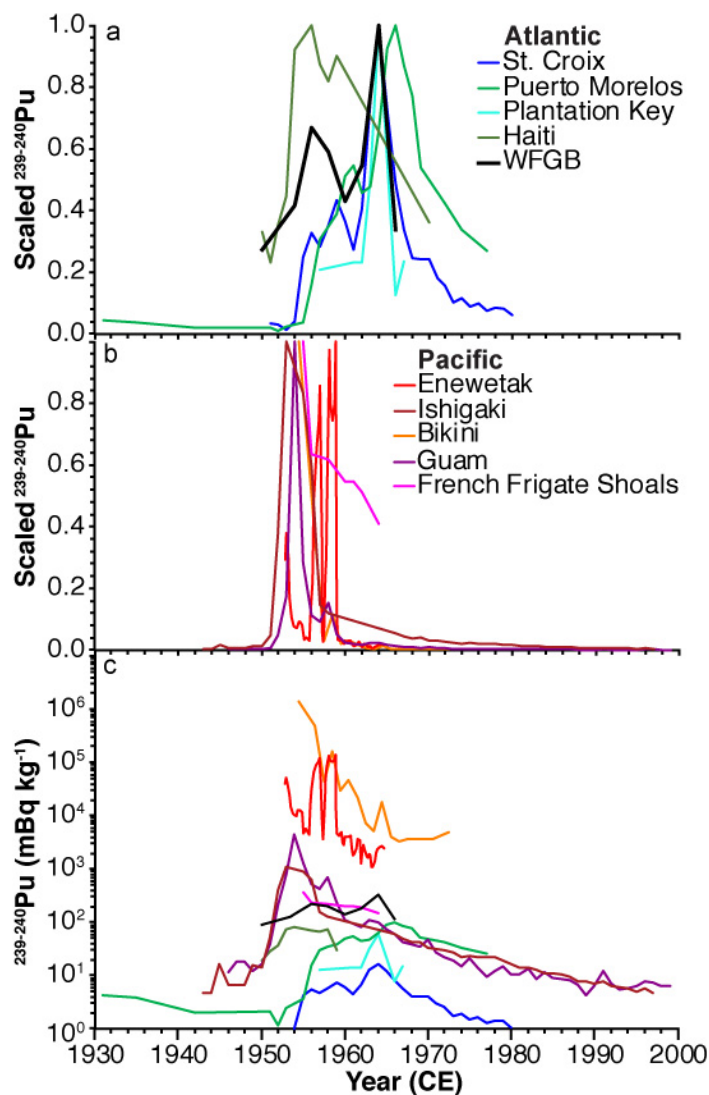 a
Atlantic
St. Croix
Puerto Morelos
Plantation Key
Haiti
WFGB
Scaled ²³⁹⁻²⁴⁰Pu
1.0
0.8
0.6
0.4
0.2
0.0
b
Pacific
Enewetak
Ishigaki
Bikini
Guam
French Frigate Shoals
Scaled ²³⁹⁻²⁴⁰Pu
0.8
0.6
0.4
0.2
0.0
c
²³⁹⁻²⁴⁰Pu (mBq kg⁻¹)
10⁶
10⁵
10⁴
10³
10²
10¹
10⁰
1930 1940 1950 1960 1970 1980 1990 2000
Year (CE)